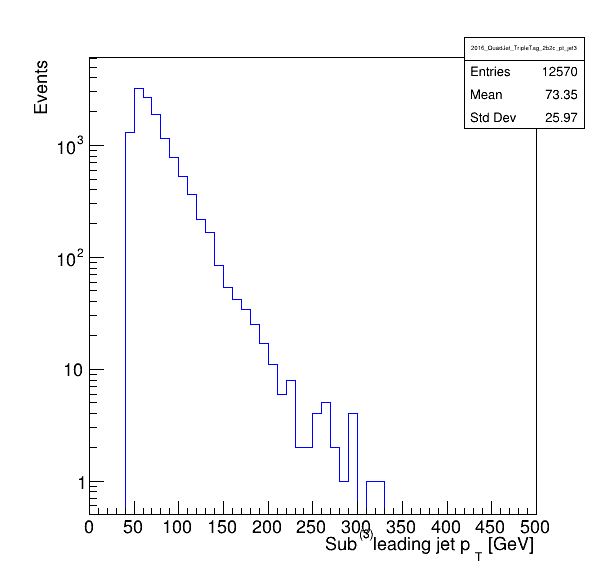 2016_QuadJet_TripleTag_2b2c_pt_jet3
Entries 12570
Mean 73.35
Std Dev 25.97
Events
10³
10²
10
1
0 50 100 150 200 250 300 350 400 450 500
Sub(3)leading jet p_T [GeV]